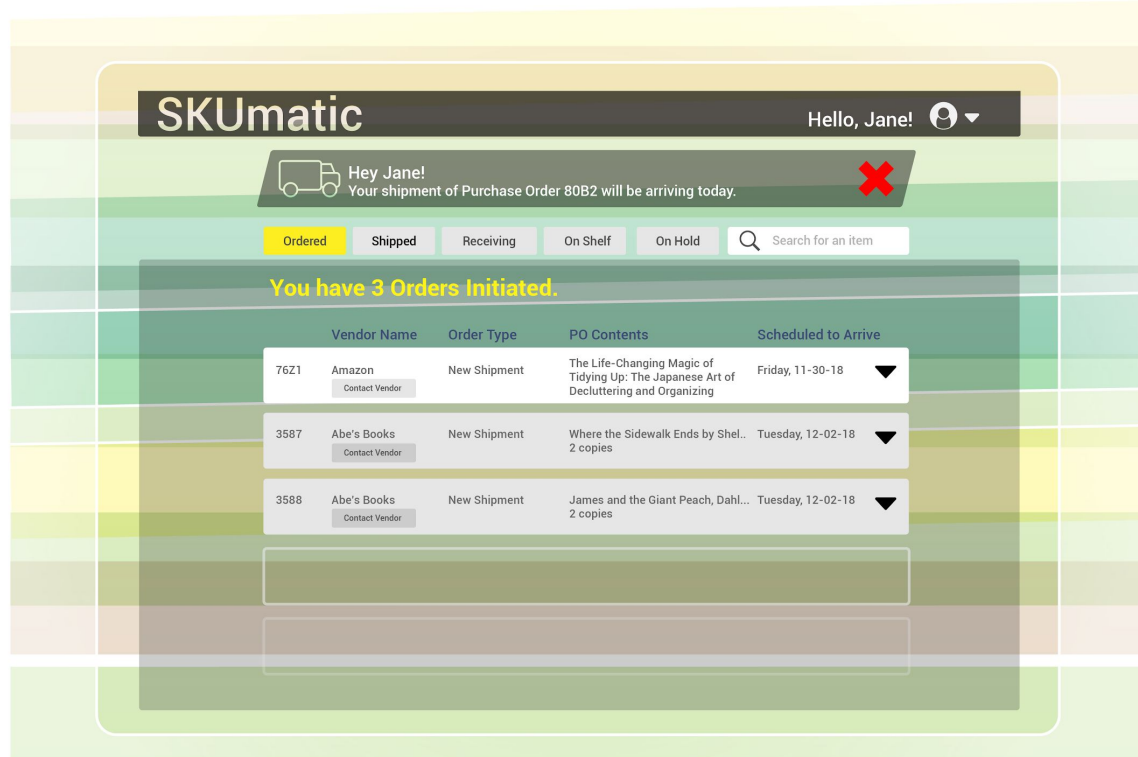 SKUmatic
Hello, Jane!
Hey Jane!
Your shipment of Purchase Order 80B2 will be arriving today.
Ordered Shipped Receiving On Shelf On Hold Search for an item
You have 3 Orders Initiated.
Vendor Name Order Type PO Contents Scheduled to Arrive
76Z1 Amazon New Shipment The Life-Changing Magic of Friday, 11-30-18
Contact Vendor Tidying Up: The Japanese Art of
Decluttering and Organizing
3587 Abe's Books New Shipment Where the Sidewalk Ends by Shel.. Tuesday, 12-02-18
Contact Vendor 2 copies
3588 Abe's Books New Shipment James and the Giant Peach, Dahl... Tuesday, 12-02-18
Contact Vendor 2 copies